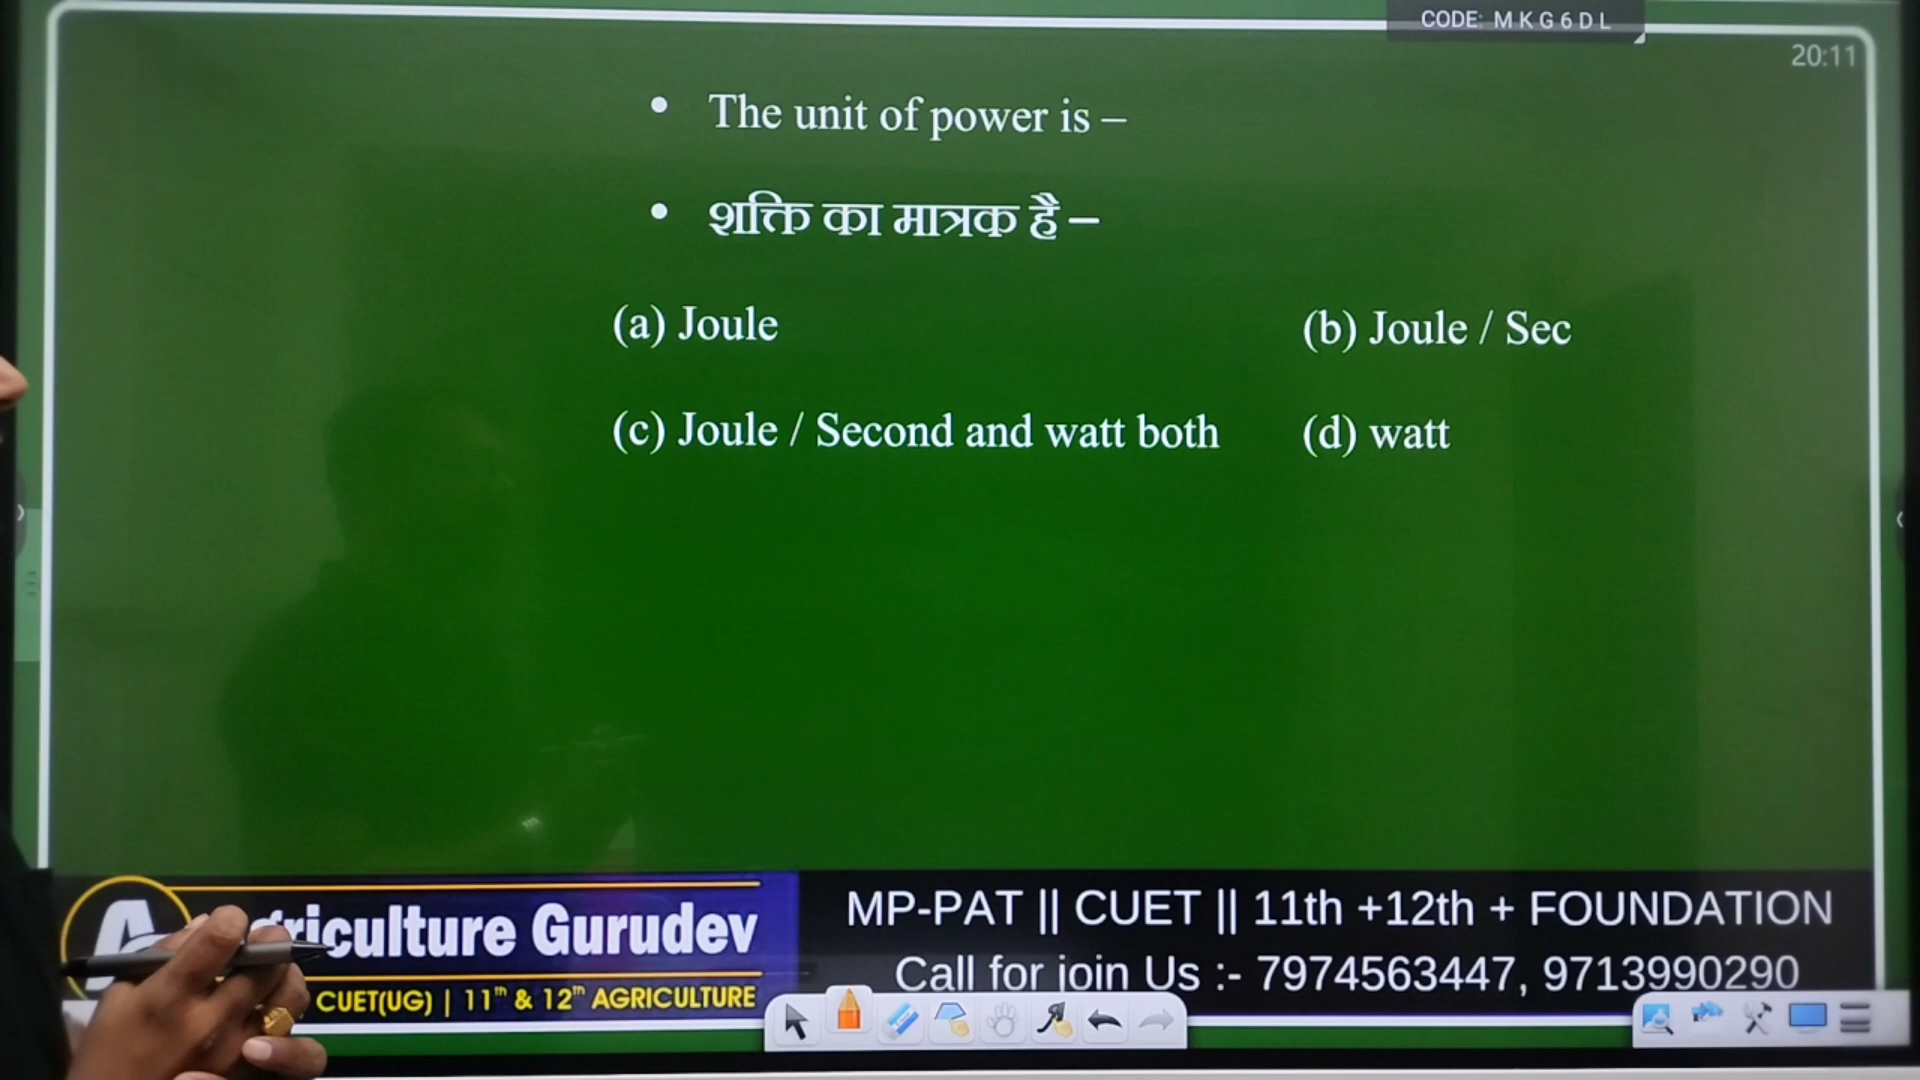 CODE: MKG6DL
20:11
• The unit of power is –
• शक्ति का मात्रक है –
(a) Joule
(b) Joule / Sec
(c) Joule / Second and watt both
(d) watt
Gurudev
CUET(UG) | 11th & 12th AGRICULTURE
MP-PAT || CUET || 11th +12th + FOUNDATION
Call for join Us :- 7974563447, 9713990290